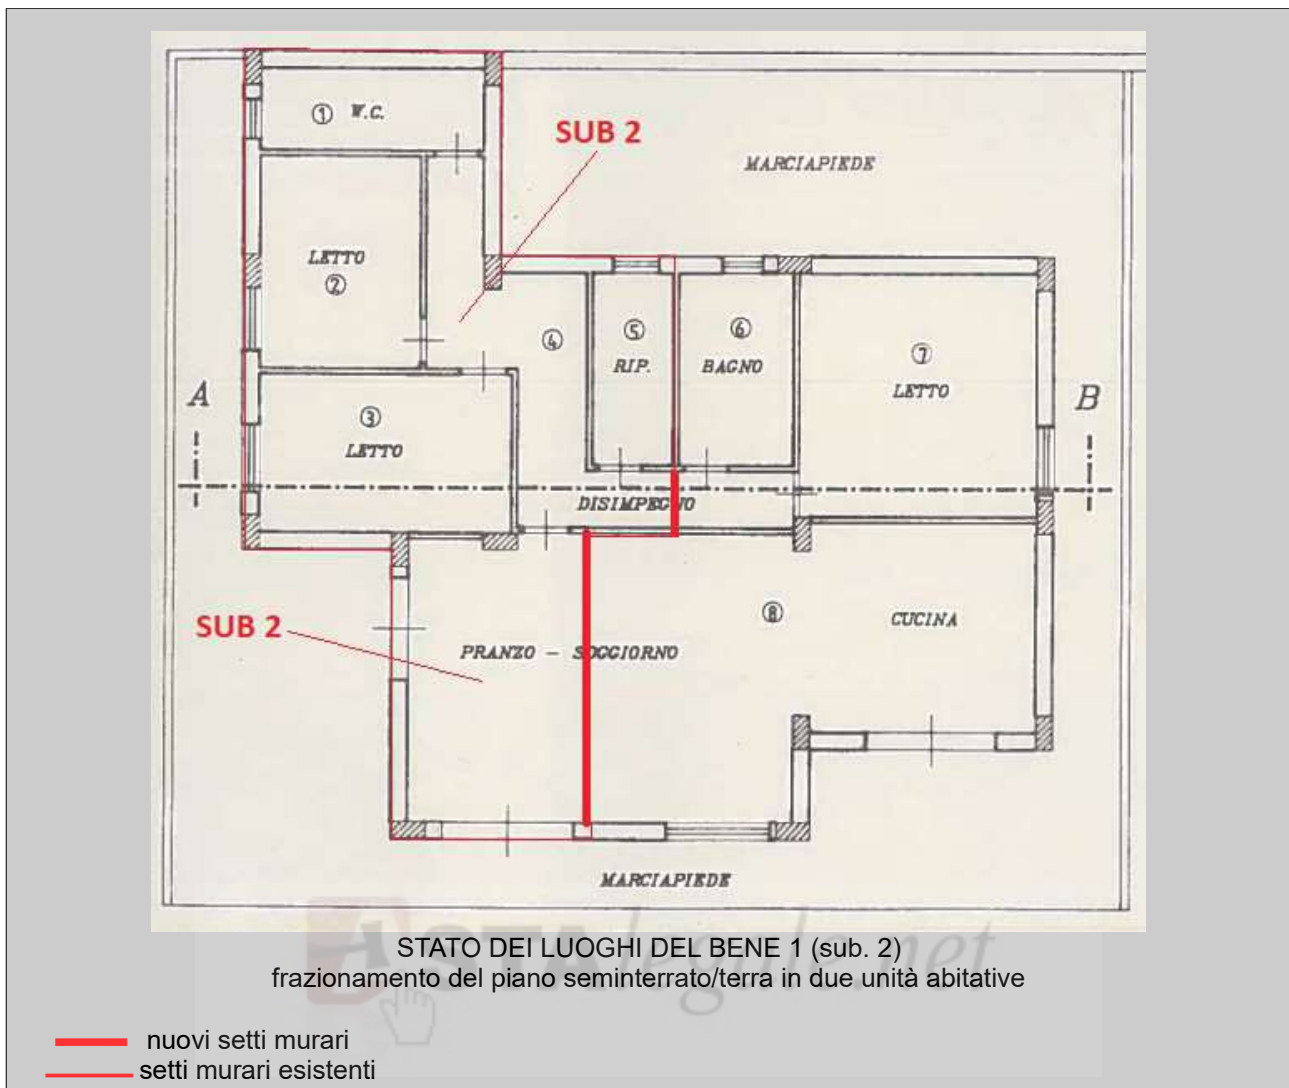 ① W.C.
SUB 2
MARCIAPIEDE
LETTO
②
④
⑤
RIP.
⑥
BAGNO
⑦
LETTO
A
B
③
LETTO
DISIMPEGNO
⑧
CUCINA
SUB 2
PRANZO - SOGGIORNO
MARCIAPIEDE
ASTAlegale.net
STATO DEI LUOGHI DEL BENE 1 (sub. 2)
frazionamento del piano seminterrato/terra in due unità abitative
nuovi setti murari
setti murari esistenti